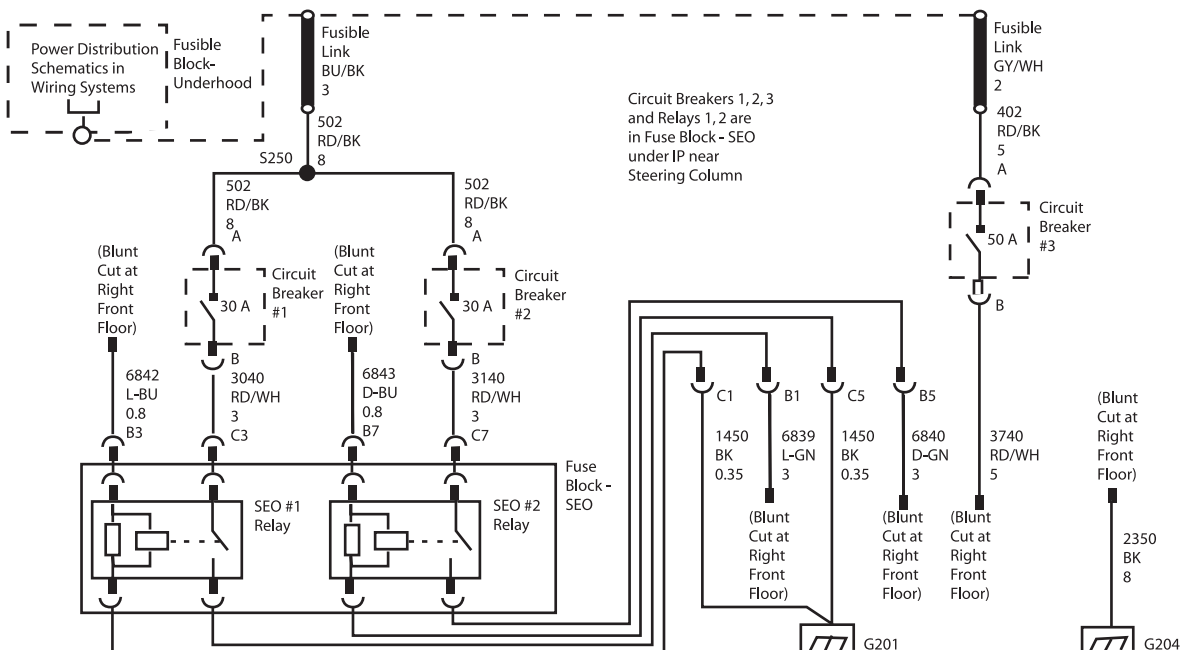 Power Distribution
Schematics in
Wiring Systems
Fusible
Block-
Underhood
Fusible
Link
BU/BK
3
502
RD/BK
8
S250
Circuit Breakers 1, 2, 3
and Relays 1, 2 are
in Fuse Block - SEO
under IP near
Steering Column
Fusible
Link
GY/WH
2
402
RD/BK
5
A
50 A
Circuit
Breaker
#3
B
502
RD/BK
8
A
502
RD/BK
8
A
(Blunt
Cut at
Right
Front
Floor)
30 A
Circuit
Breaker
#1
(Blunt
Cut at
Right
Front
Floor)
30 A
Circuit
Breaker
#2
6842
L-BU
0.8
B3
B
3040
RD/WH
3
C3
6843
D-BU
0.8
B7
B
3140
RD/WH
3
C7
C1
B1
C5
B5
1450
BK
0.35
6839
L-GN
3
1450
BK
0.35
6840
D-GN
3
3740
RD/WH
5
(Blunt
Cut at
Right
Front
Floor)
Fuse
Block -
SEO
SEO #1
Relay
SEO #2
Relay
(Blunt
Cut at
Right
Front
Floor)
(Blunt
Cut at
Right
Front
Floor)
(Blunt
Cut at
Right
Front
Floor)
2350
BK
8
G201
G204